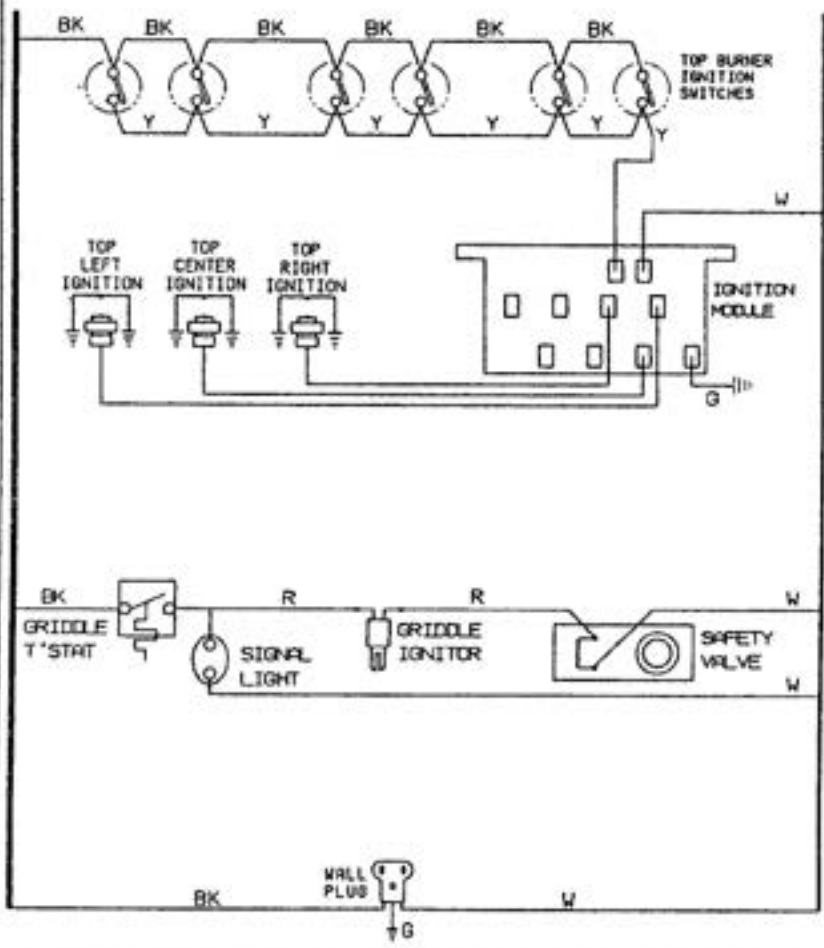 BK BK BK BK BK BK
TOP BURNER
IGNITION
SWITCHES
Y Y Y Y Y Y
W
TOP
LEFT
IGNITION
TOP
CENTER
IGNITION
TOP
RIGHT
IGNITION
IGNITION
MODULE
G
BK R R W
GRIDDLE
T'STAT
SIGNAL
LIGHT
GRIDDLE
IGNITOR
SAFETY
VALVE
W
WALL
PLUG
BK W
G